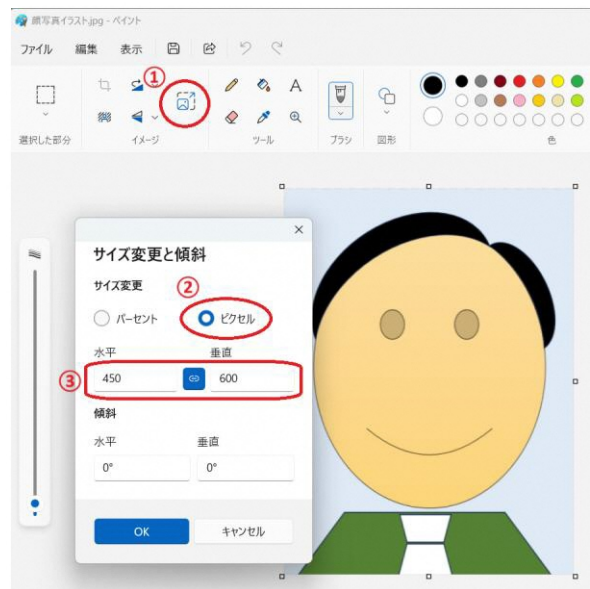 顔写真イラスト.jpg - ペイント
ファイル 編集 表示
①
A
選択した部分 イメージ ツール ブラシ 図形 色
サイズ変更と傾斜
サイズ変更
②
パーセント ピクセル
水平 垂直
③ 450 600
傾斜
水平 垂直
0° 0°
OK キャンセル